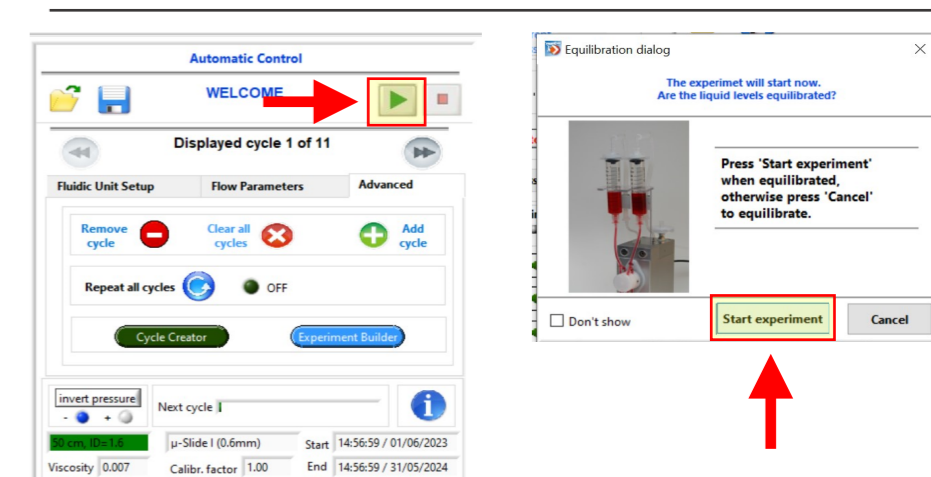 Automatic Control
WELCOME
Displayed cycle 1 of 11
Fluidic Unit Setup
Flow Parameters
Advanced
Remove
cycle
Clear all
cycles
Add
cycle
Repeat all cycles
OFF
Cycle Creator
Experiment Builder
invert pressure
- +
Next cycle
50 cm, ID=1.6
µ-Slide I (0.6mm)
Start 14:56:59 / 01/06/2023
Viscosity 0.007
Calibr. factor 1.00
End 14:56:59 / 31/05/2024
Equilibration dialog
The experimet will start now.
Are the liquid levels equilibrated?
Press 'Start experiment'
when equilibrated,
otherwise press 'Cancel'
to equilibrate.
Don't show
Start experiment
Cancel